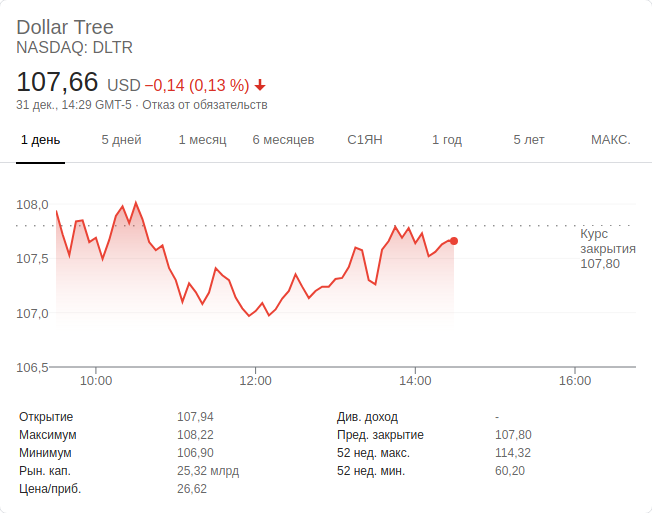 Dollar Tree
NASDAQ: DLTR
107,66 USD −0,14 (0,13 %)
31 дек., 14:29 GMT-5 · Отказ от обязательств
1 день 5 дней 1 месяц 6 месяцев С1ЯН 1 год 5 лет МАКС.
108,0
107,5
107,0
106,5
Курс
закрытия
107,80
10:00 12:00 14:00 16:00
Открытие 107,94
Максимум 108,22
Минимум 106,90
Рын. кап. 25,32 млрд
Цена/приб. 26,62
Див. доход -
Пред. закрытие 107,80
52 нед. макс. 114,32
52 нед. мин. 60,20